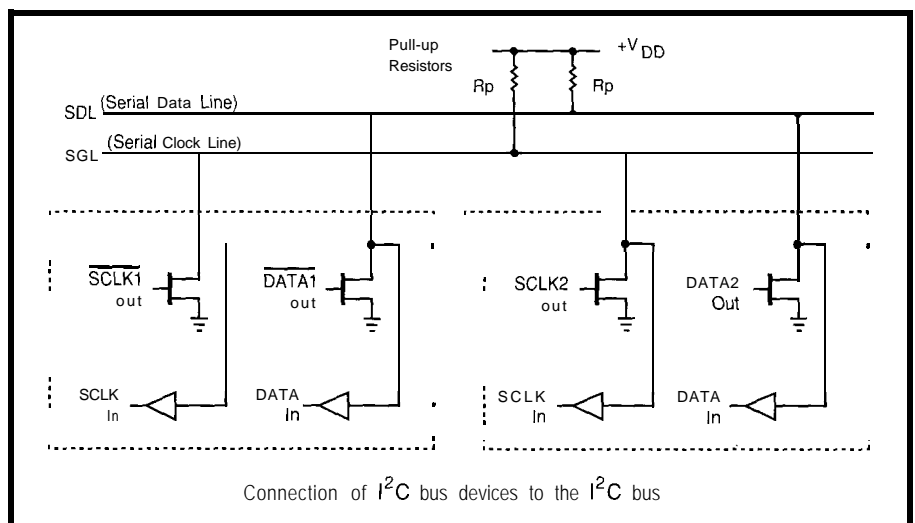 Pull-up
Resistors
+VDD
Rp
Rp
SDL (Serial Data Line)
SGL (Serial Clock Line)
SCLK1
out
DATA1
out
SCLK2
out
DATA2
Out
SCLK
In
DATA
In
SCLK
In
DATA
In
Connection of I²C bus devices to the I²C bus